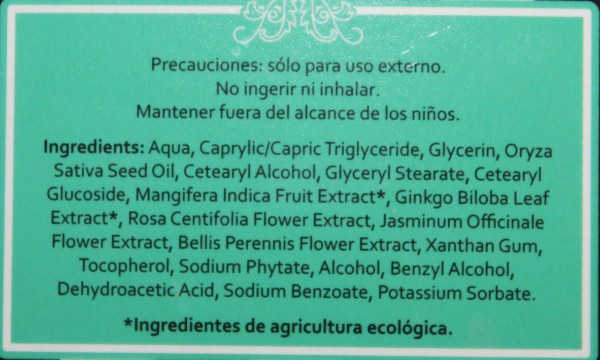 Precauciones: sólo para uso externo.
No ingerir ni inhalar.
Mantener fuera del alcance de los niños.
Ingredients: Aqua, Caprylic/Capric Triglyceride, Glycerin, Oryza
Sativa Seed Oil, Cetearyl Alcohol, Glyceryl Stearate, Cetearyl
Glucoside, Mangifera Indica Fruit Extract*, Ginkgo Biloba Leaf
Extract*, Rosa Centifolia Flower Extract, Jasminum Officinale
Flower Extract, Bellis Perennis Flower Extract, Xanthan Gum,
Tocopherol, Sodium Phytate, Alcohol, Benzyl Alcohol,
Dehydroacetic Acid, Sodium Benzoate, Potassium Sorbate.
*Ingredientes de agricultura ecológica.